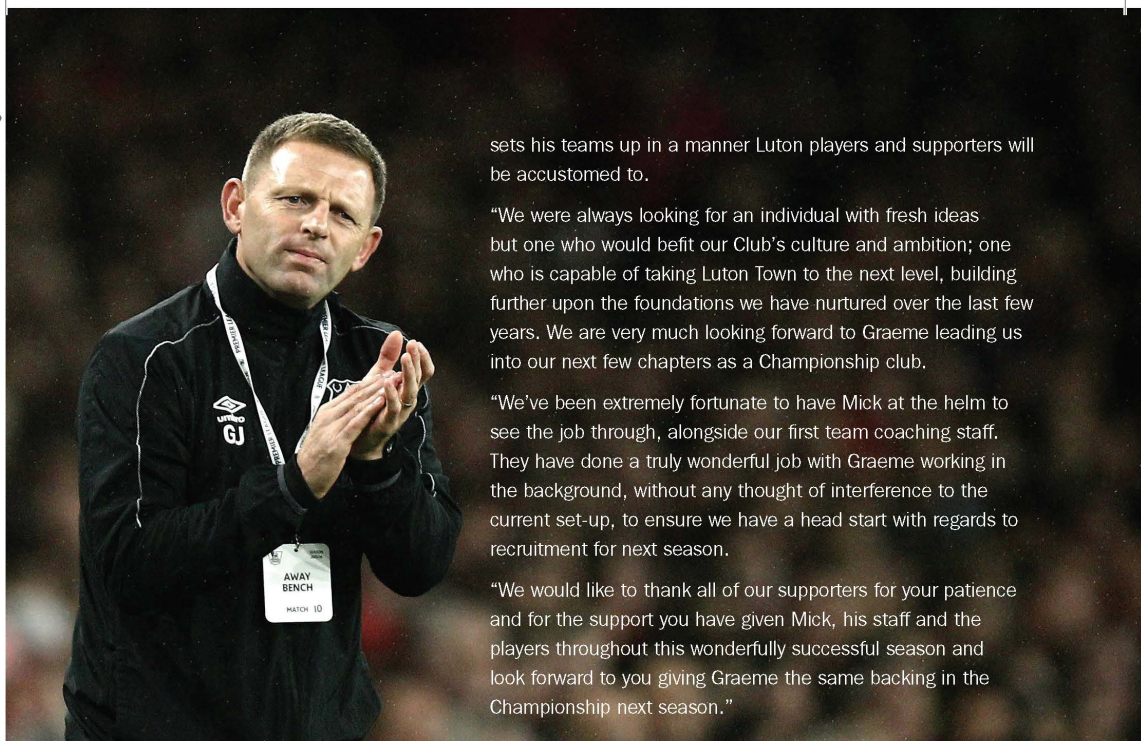 sets his teams up in a manner Luton players and supporters will
be accustomed to.
“We were always looking for an individual with fresh ideas
but one who would befit our Club’s culture and ambition; one
who is capable of taking Luton Town to the next level, building
further upon the foundations we have nurtured over the last few
years. We are very much looking forward to Graeme leading us
into our next few chapters as a Championship club.
“We’ve been extremely fortunate to have Mick at the helm to
see the job through, alongside our first team coaching staff.
They have done a truly wonderful job with Graeme working in
the background, without any thought of interference to the
current set-up, to ensure we have a head start with regards to
recruitment for next season.
“We would like to thank all of our supporters for your patience
and for the support you have given Mick, his staff and the
players throughout this wonderfully successful season and
look forward to you giving Graeme the same backing in the
Championship next season.”
umbro
GJ
AWAY
BENCH
MATCH 10